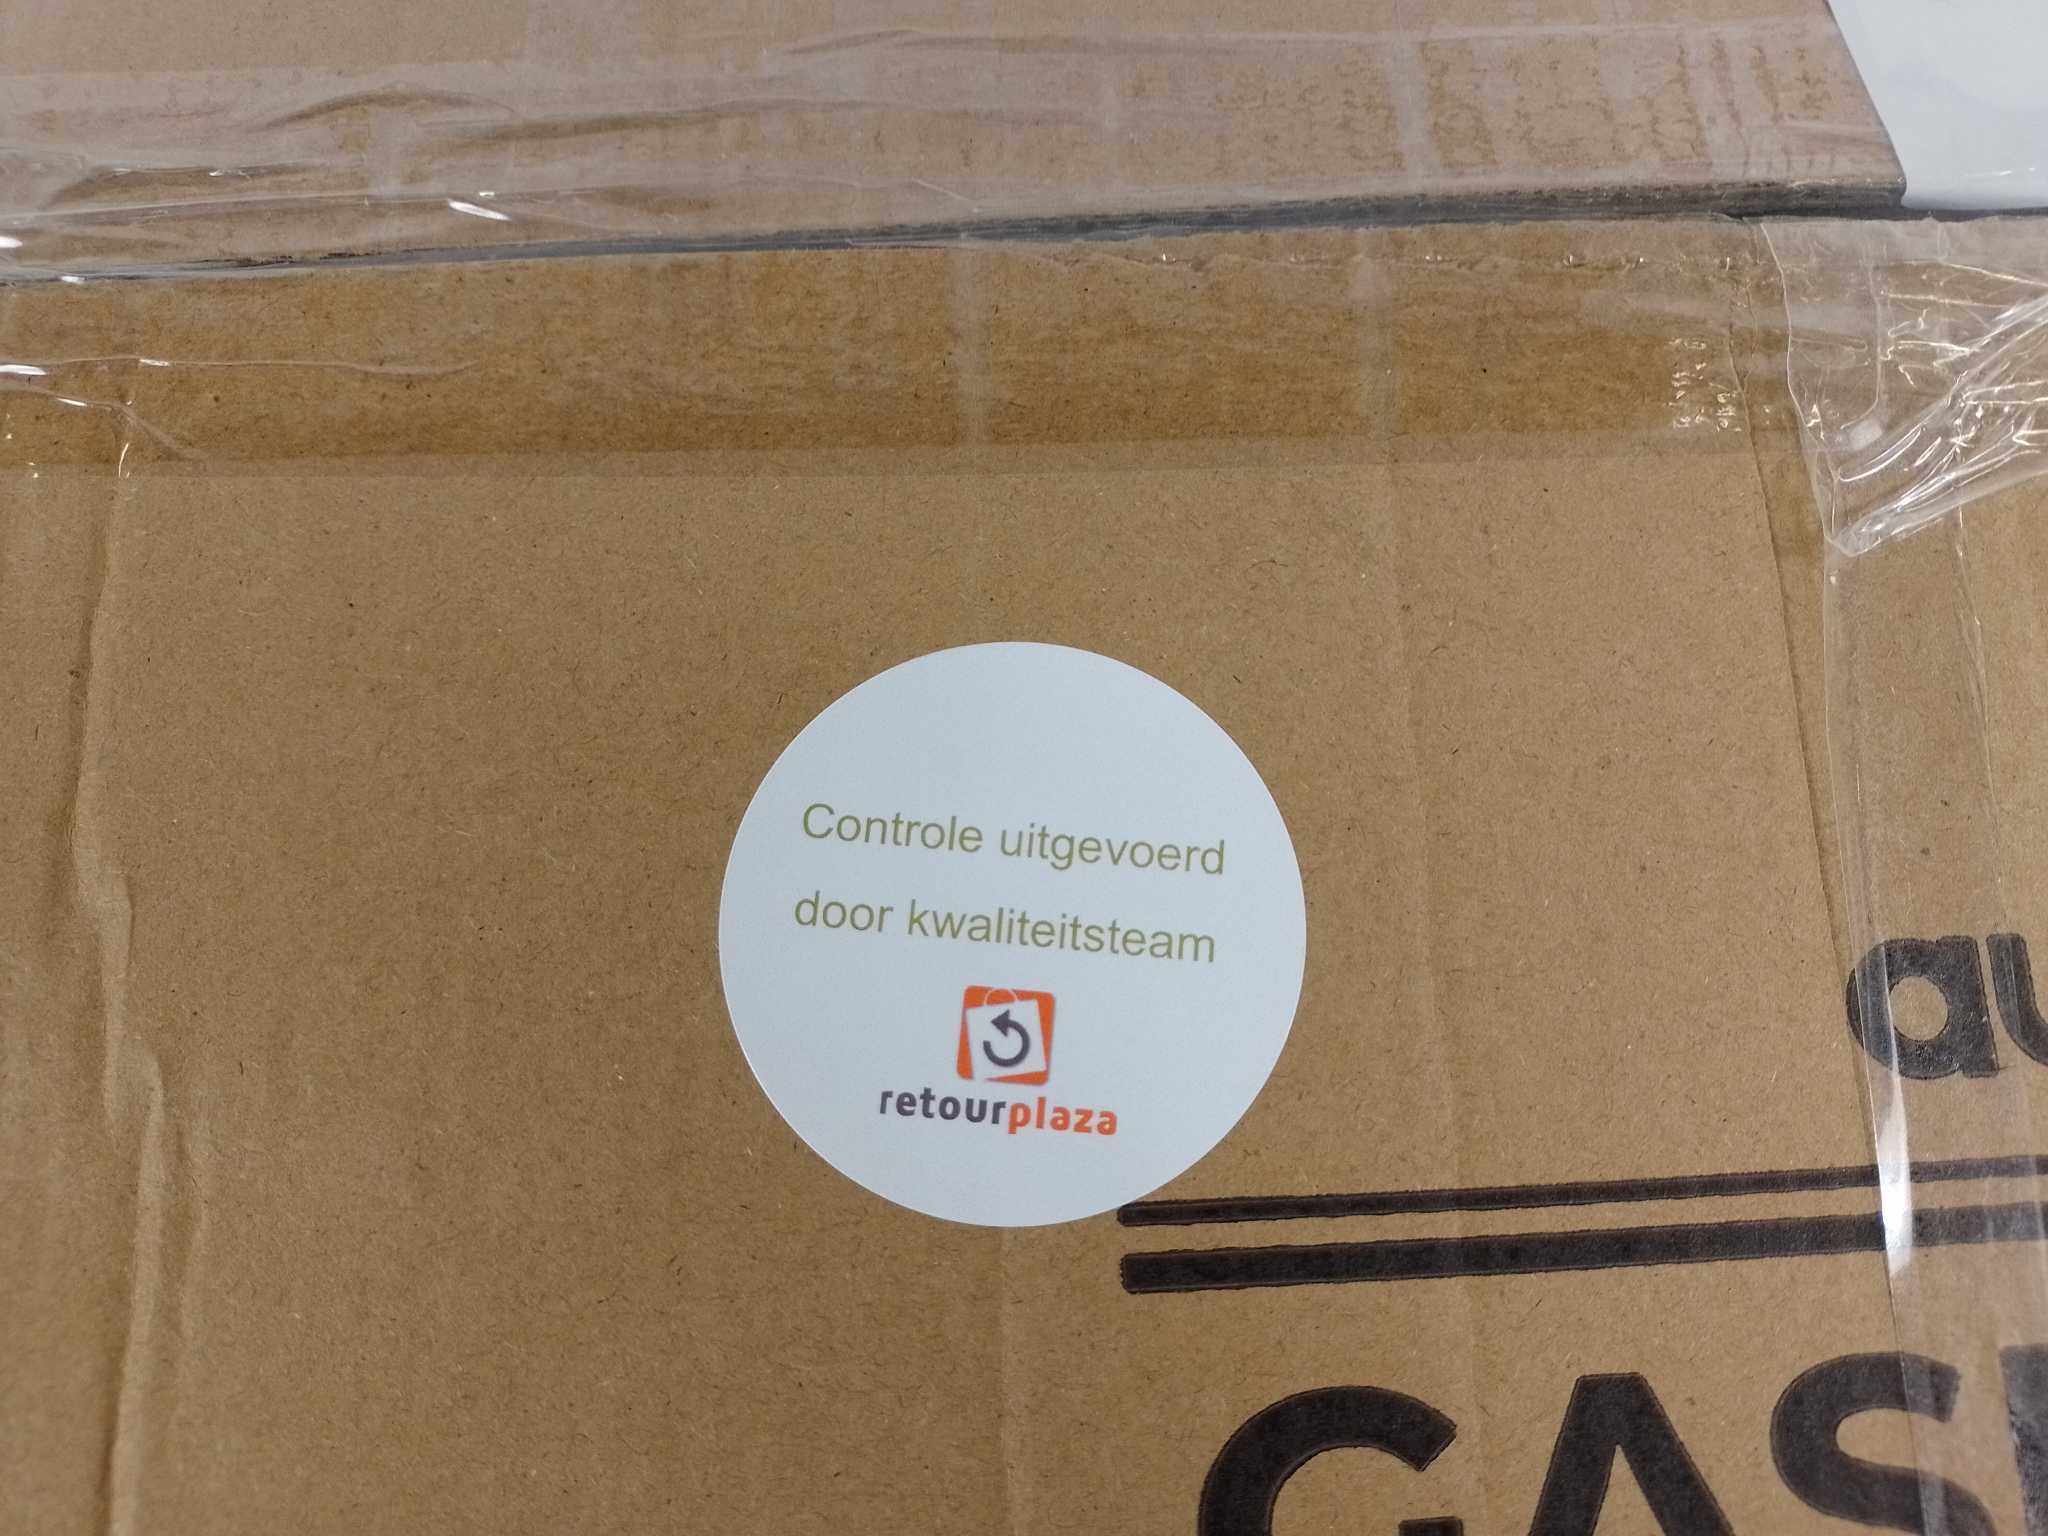 Controle uitgevoerd
door kwaliteitsteam
retourplaza